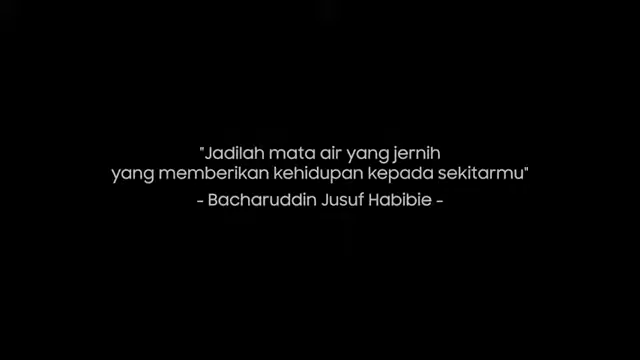 "Jadilah mata air yang jernih
yang memberikan kehidupan kepada sekitarmu"
- Bacharuddin Jusuf Habibie -